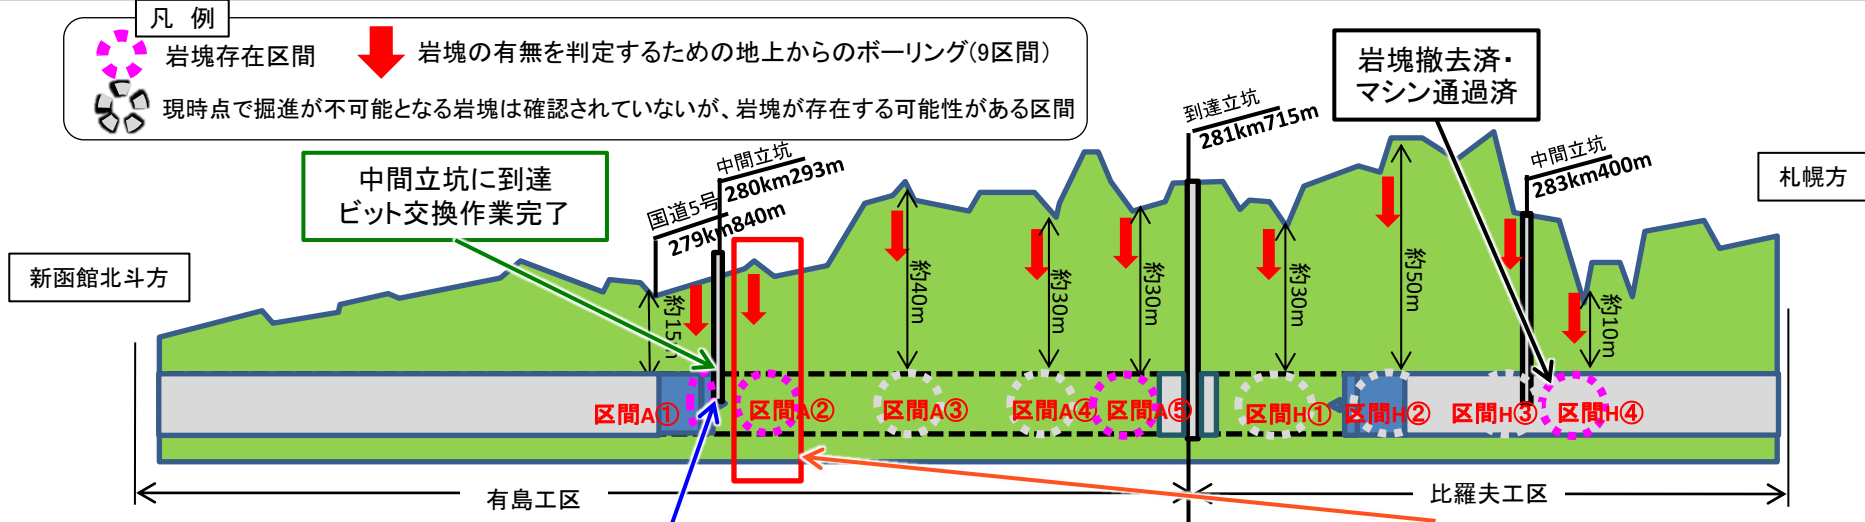 凡 例
岩塊存在区間
岩塊の有無を判定するための地上からのボーリング(9区間)
現時点で掘進が不可能となる岩塊は確認されていないが、岩塊が存在する可能性がある区間
岩塊撤去済・
マシン通過済
到達立坑
281km715m
中間立坑に到達
ビット交換作業完了
中間立坑
280km293m
国道5号
279km840m
中間立坑
283km400m
札幌方
新函館北斗方
約15m
約40m
約30m
約30m
約30m
約50m
約10m
区間A①
区間A②
区間A③
区間A④
区間A⑤
区間H①
区間H②
区間H③
区間H④
有島工区
比羅夫工区